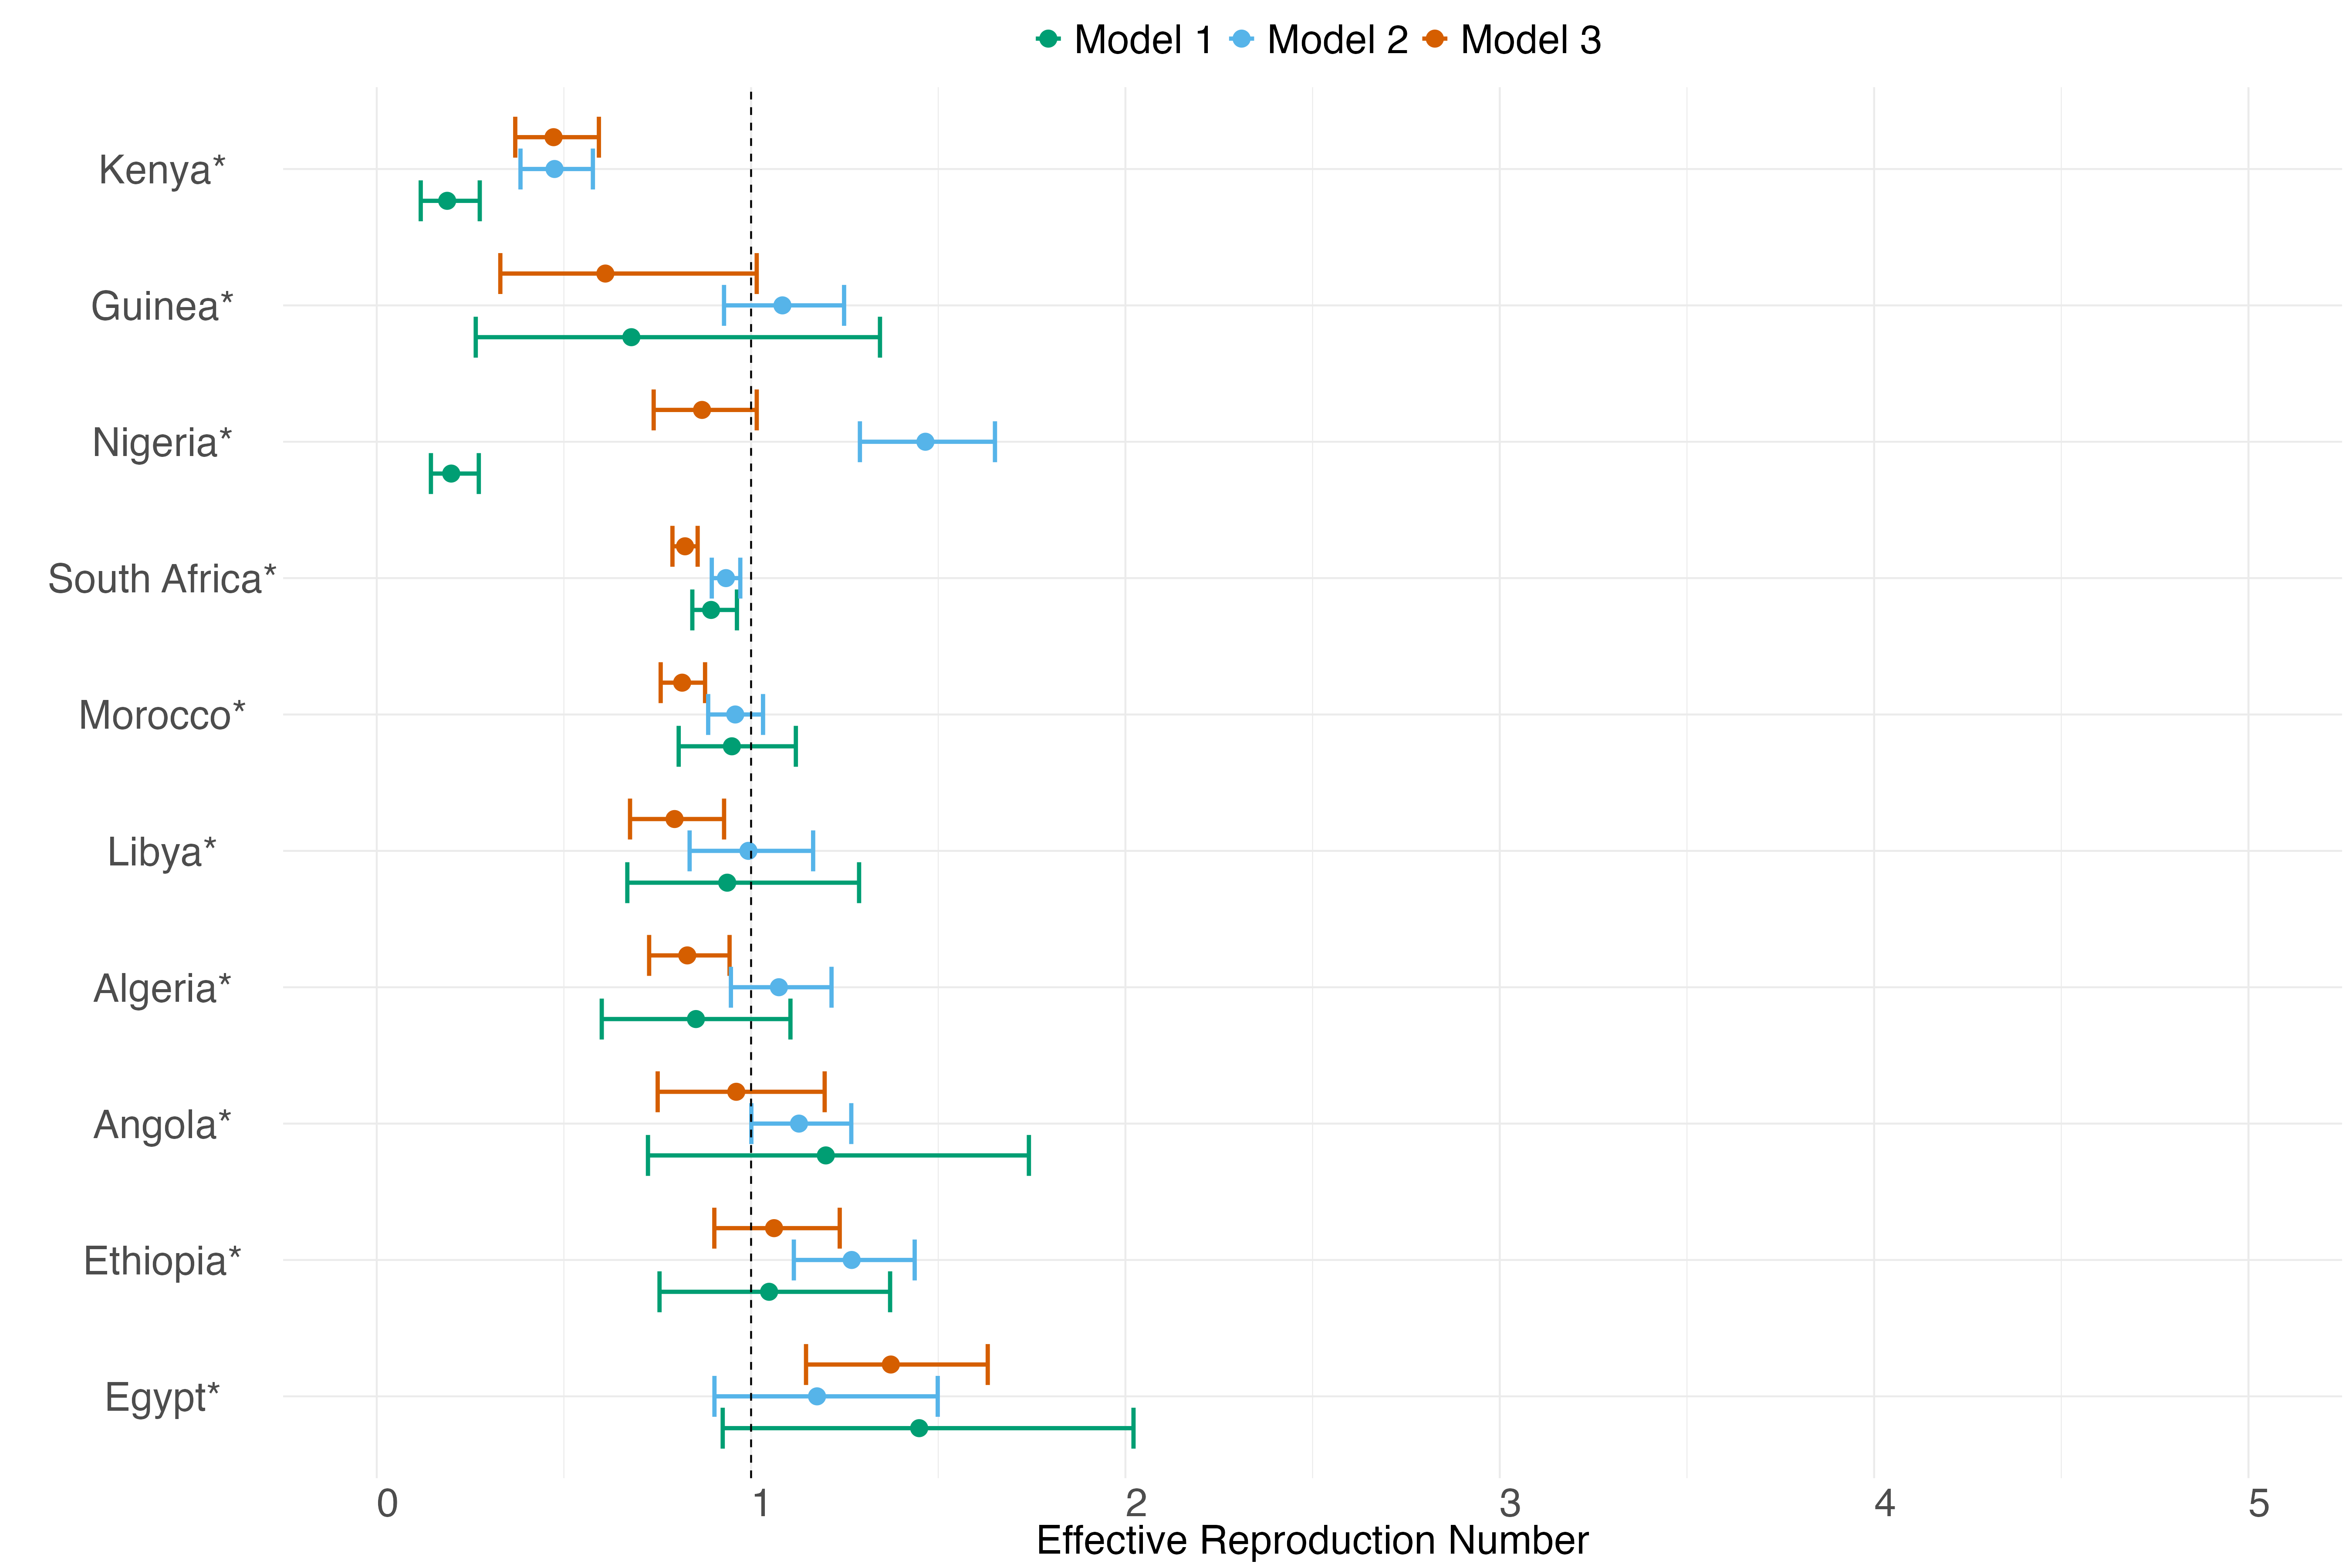 Model 1 Model 2 Model 3
Kenya*
Guinea*
Nigeria*
South Africa*
Morocco*
Libya*
Algeria*
Angola*
Ethiopia*
Egypt*
0 1 2 3 4 5
Effective Reproduction Number